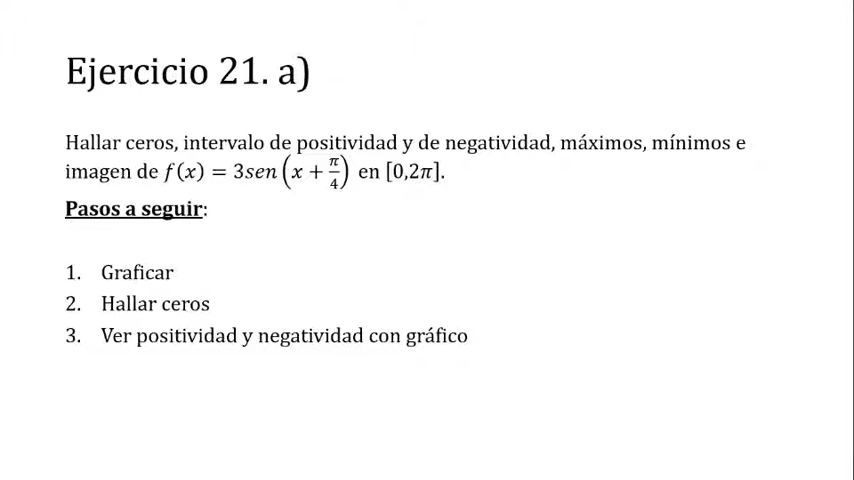 Ejercicio 21. a)
Hallar ceros, intervalo de positividad y de negatividad, máximos, mínimos e
imagen de f(x) = 3sen(x + π/4) en [0,2π].
Pasos a seguir:
1. Graficar
2. Hallar ceros
3. Ver positividad y negatividad con gráfico